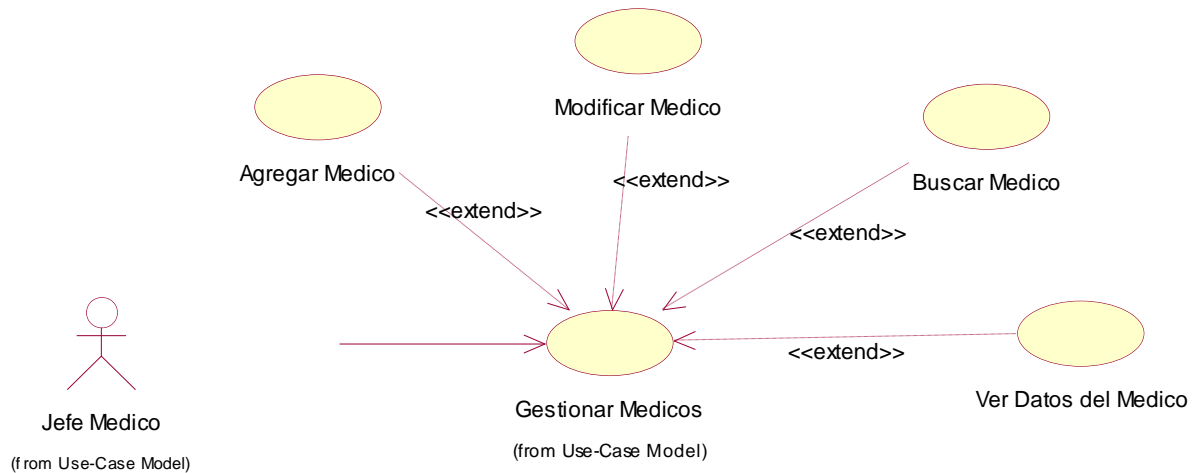 Modificar Medico
Agregar Medico
<<extend>>
Buscar Medico
<<extend>>
<<extend>>
<<extend>>
Jefe Medico
(from Use-Case Model)
Gestionar Medicos
(from Use-Case Model)
Ver Datos del Medico